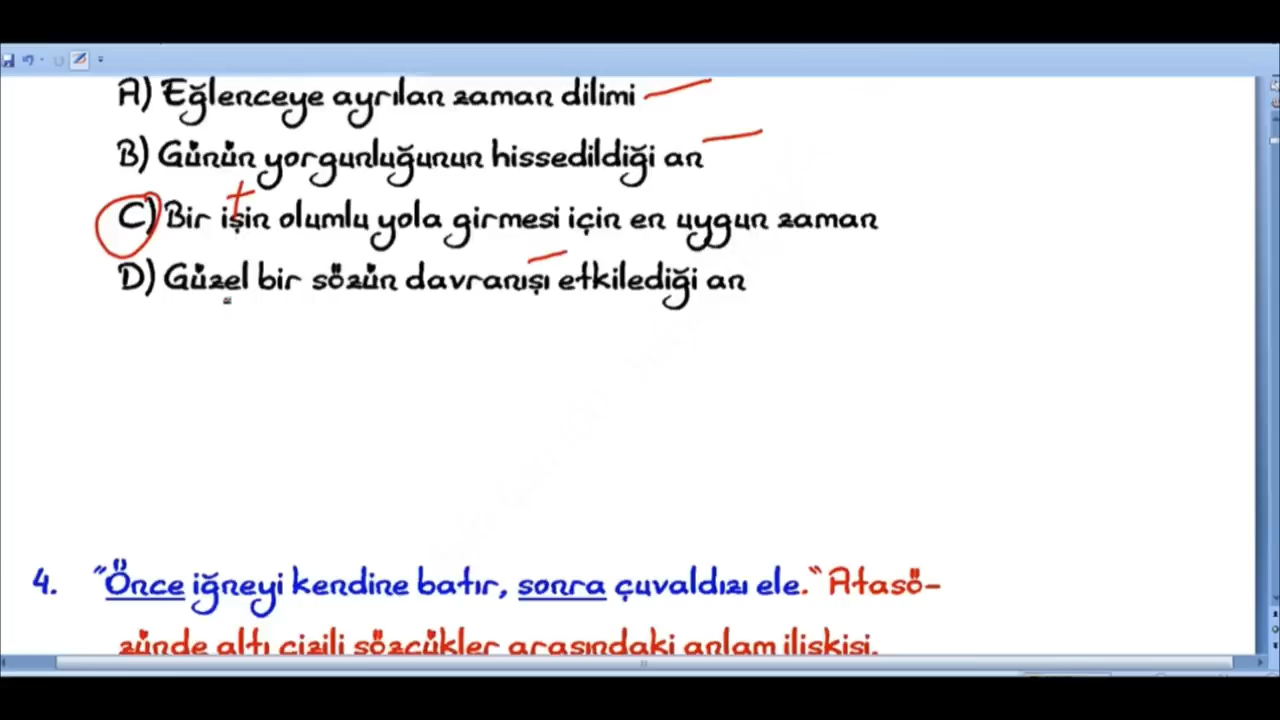 A) Eğlenceye ayrılan zaman dilimi
B) Günün yorgunluğunun hissedildiği an
C) Bir işin olumlu yola girmesi için en uygun zaman
D) Güzel bir sözün davranışı etkilediği an
4. "Önce iğneyi kendine batır, sonra çuvaldızı ele." Atasö-
zünde altı çizili sözcükler arasındaki anlam ilişkisi,